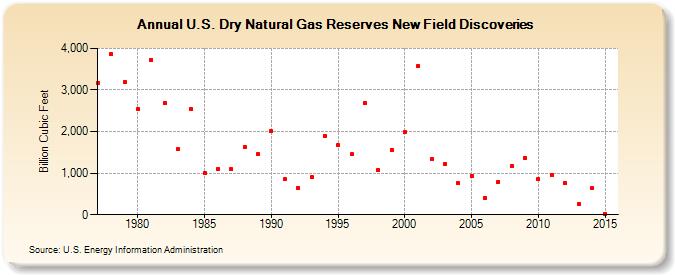 Annual U.S. Dry Natural Gas Reserves New Field Discoveries
Billion Cubic Feet
4,000
3,000
2,000
1,000
0
1980 1985 1990 1995 2000 2005 2010 2015
Source: U.S. Energy Information Administration